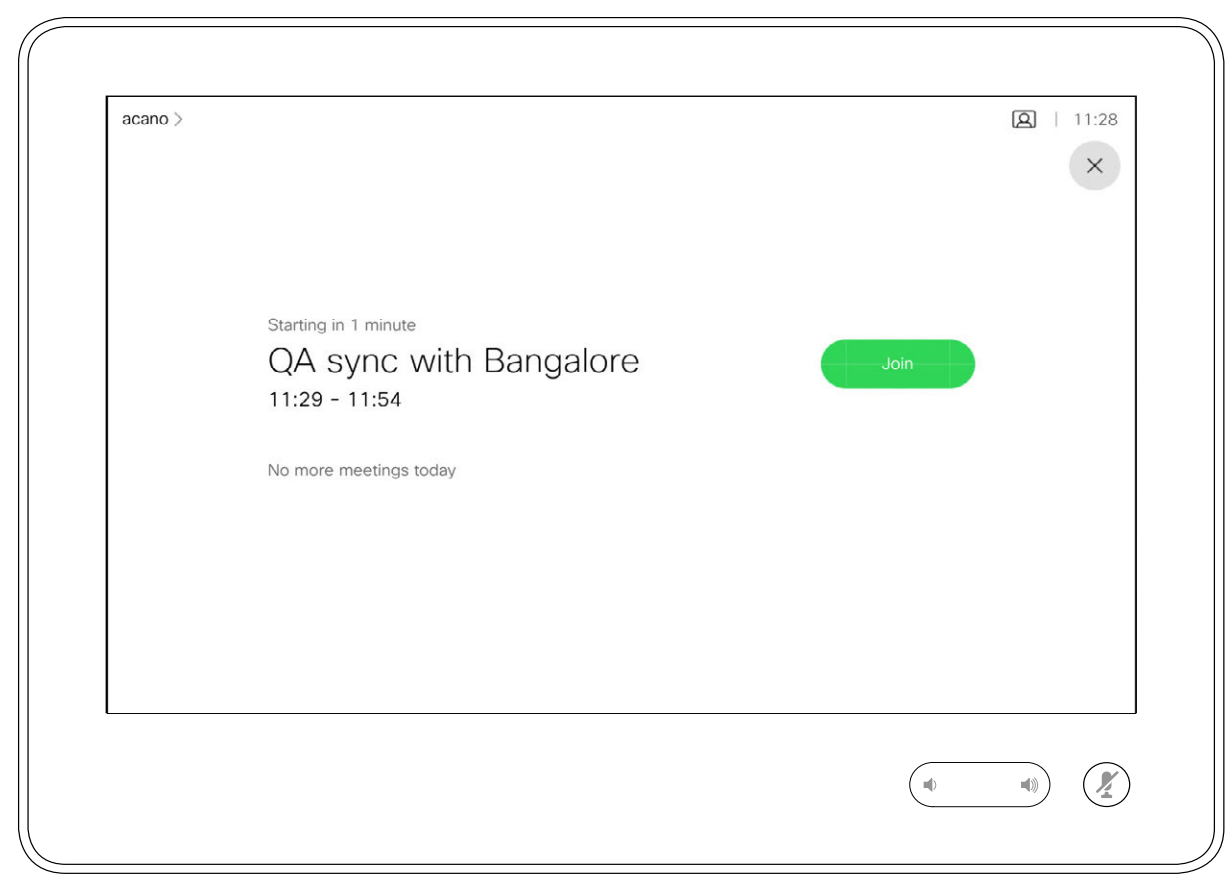 acano >
11:28
Starting in 1 minute
QA sync with Bangalore
11:29 - 11:54
Join
No more meetings today